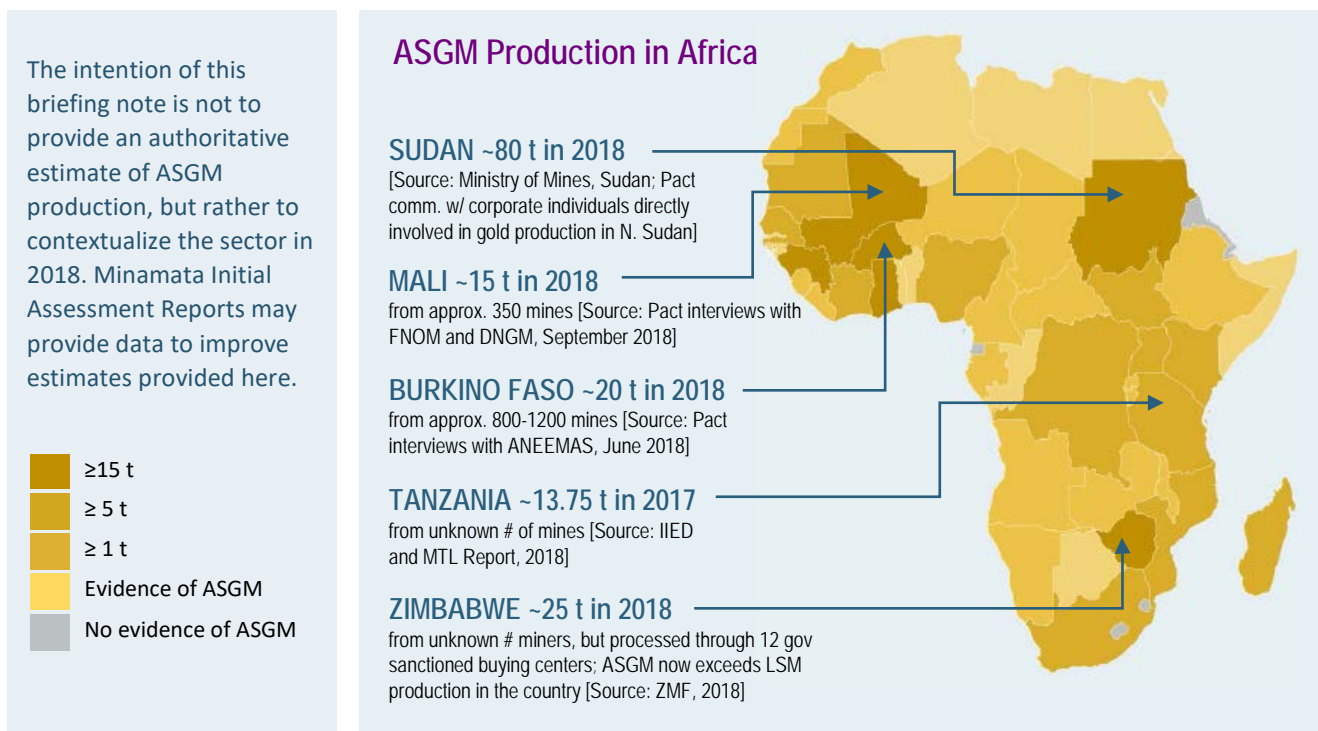 The intention of this
briefing note is not to
provide an authoritative
estimate of ASGM
production, but rather to
contextualize the sector in
2018. Minamata Initial
Assessment Reports may
provide data to improve
estimates provided here.
≥15 t
≥ 5 t
≥ 1 t
Evidence of ASGM
No evidence of ASGM
ASGM Production in Africa
SUDAN ~80 t in 2018
[Source: Ministry of Mines, Sudan; Pact
comm. w/ corporate individuals directly
involved in gold production in N. Sudan]
MALI ~15 t in 2018
from approx. 350 mines [Source: Pact interviews with
FNOM and DNGM, September 2018]
BURKINO FASO ~20 t in 2018
from approx. 800-1200 mines [Source: Pact
interviews with ANEEMAS, June 2018]
TANZANIA ~13.75 t in 2017
from unknown # of mines [Source: IIED
and MTL Report, 2018]
ZIMBABWE ~25 t in 2018
from unknown # miners, but processed through 12 gov
sanctioned buying centers; ASGM now exceeds LSM
production in the country [Source: ZMF, 2018]